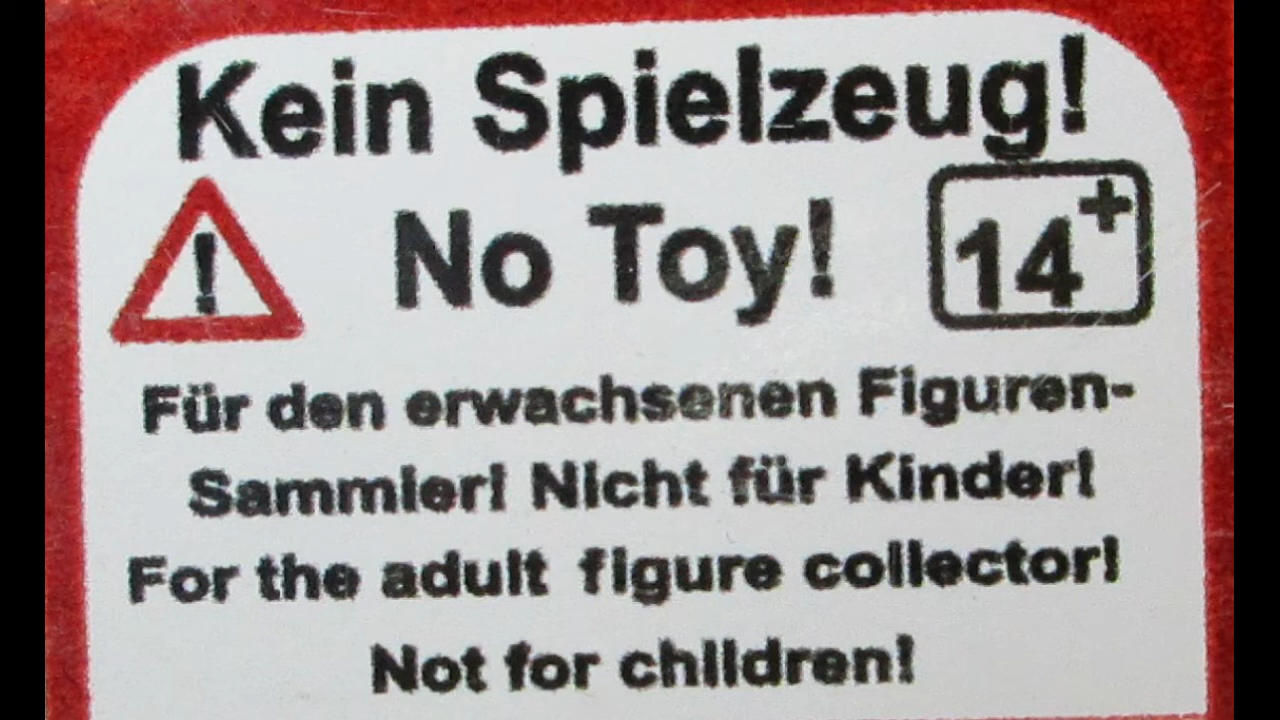 Kein Spielzeug!
! No Toy! 14+
Für den erwachsenen Figuren-
Sammler! Nicht für Kinder!
For the adult figure collector!
Not for children!